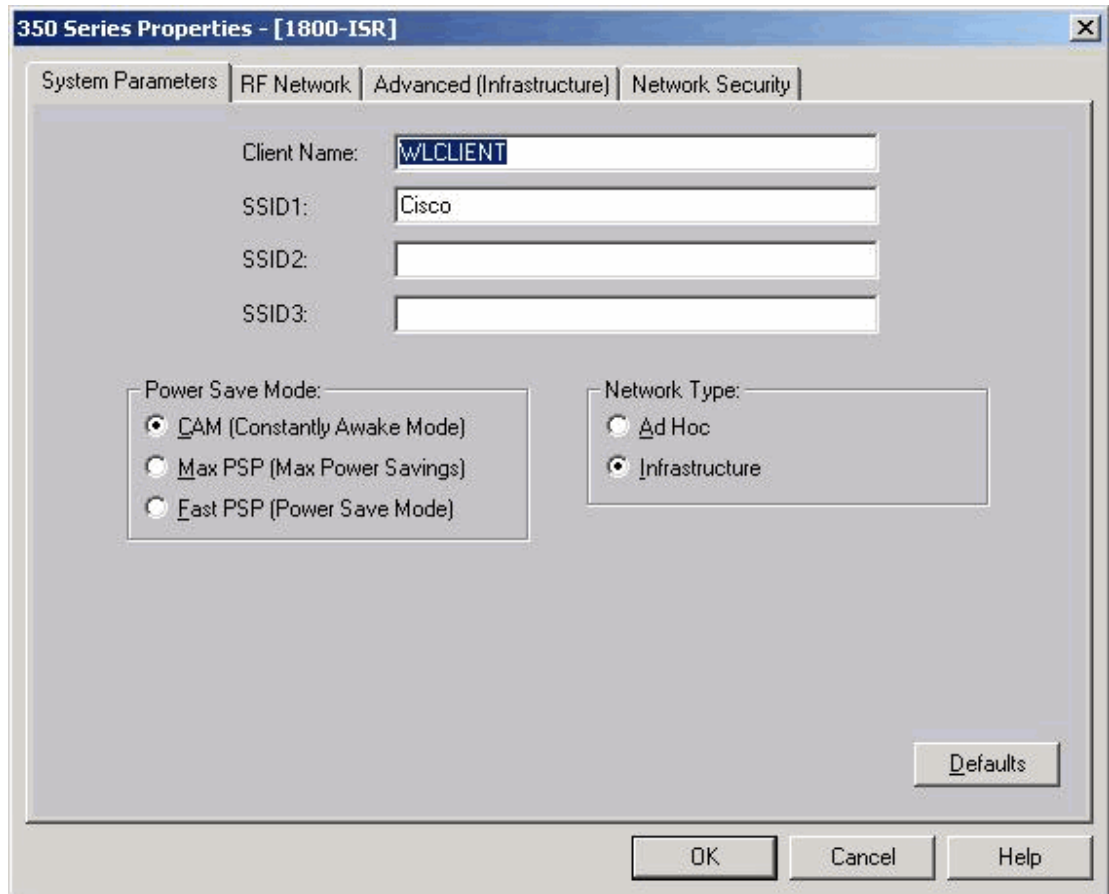 350 Series Properties - [1800-ISR]
System Parameters
RF Network
Advanced (Infrastructure)
Network Security
Client Name:
WLCLIENT
SSID1:
Cisco
SSID2:
SSID3:
Power Save Mode:
CAM (Constantly Awake Mode)
Max PSP (Max Power Savings)
Fast PSP (Power Save Mode)
Network Type:
Ad Hoc
Infrastructure
Defaults
OK
Cancel
Help